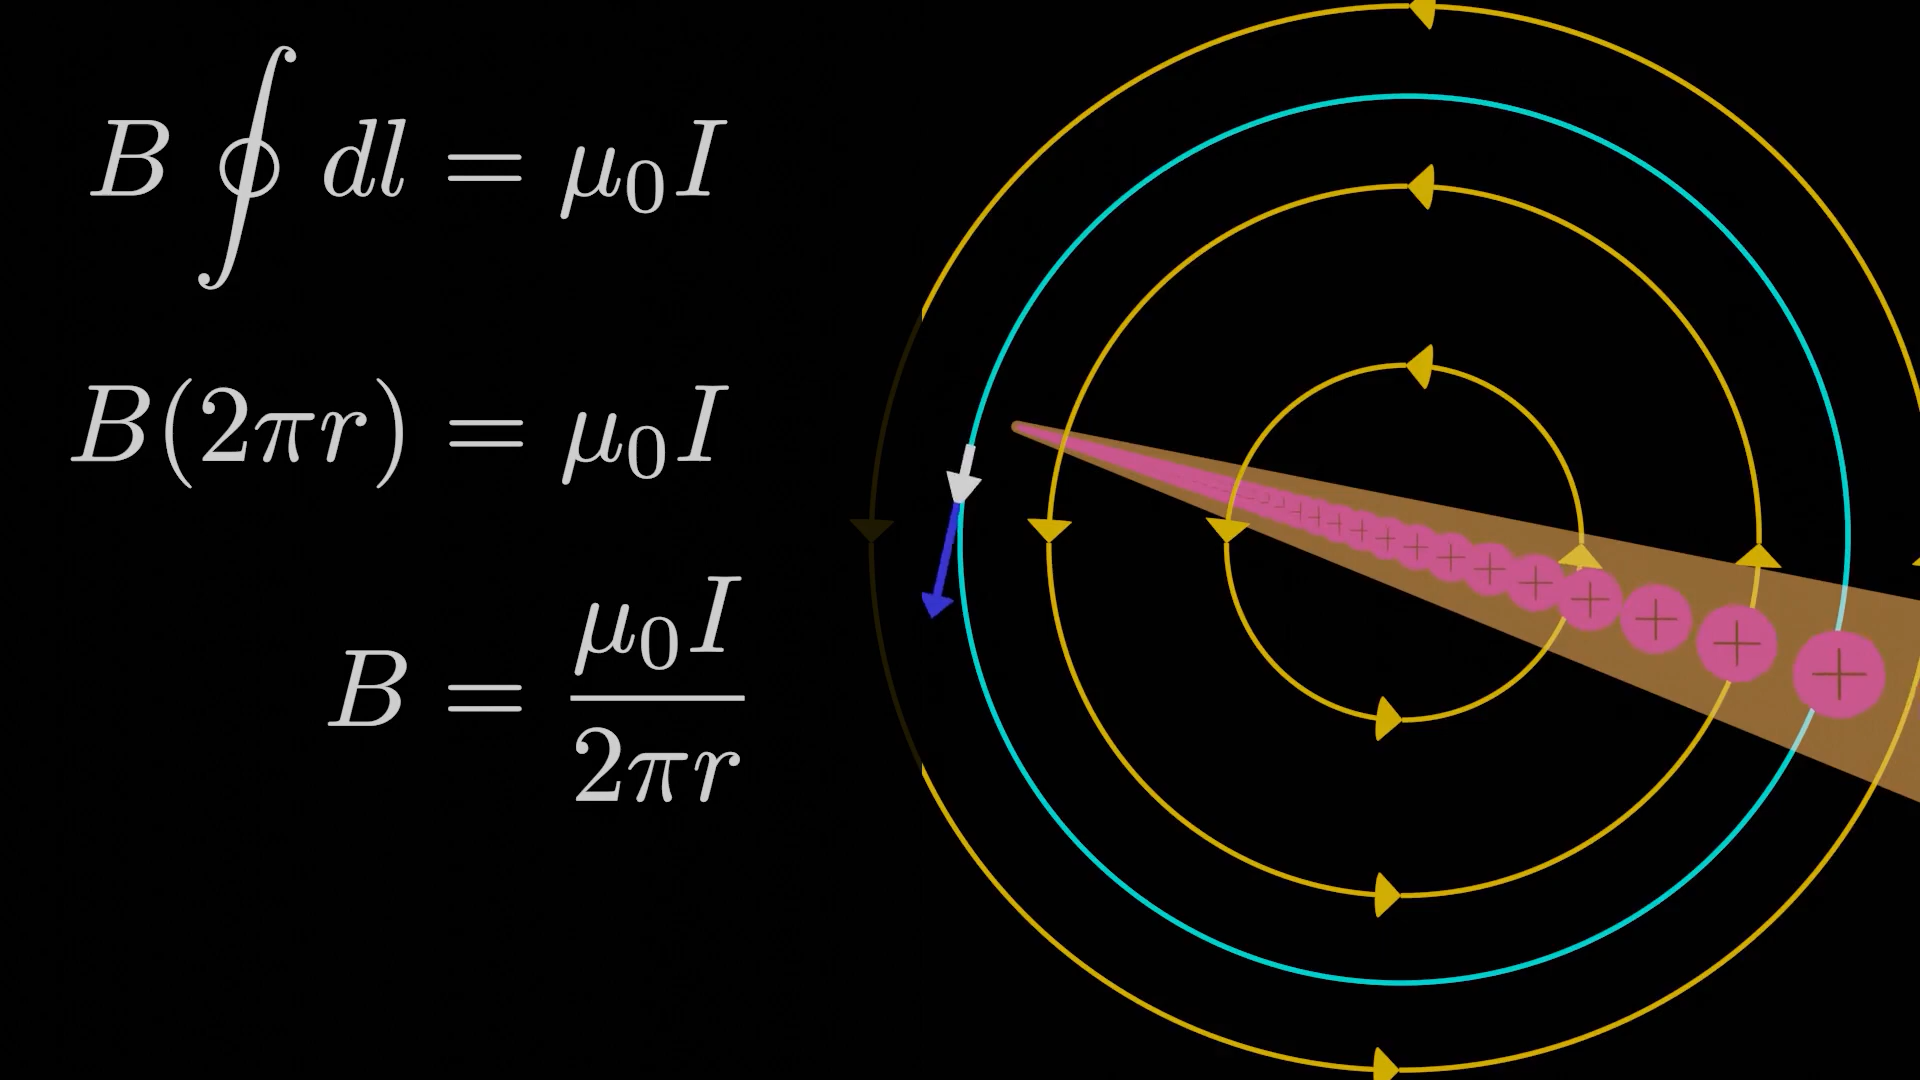 B ∮ dl = μ₀I
B(2πr) = μ₀I
B = μ₀I / 2πr
+ + + + + + + + + + + + +